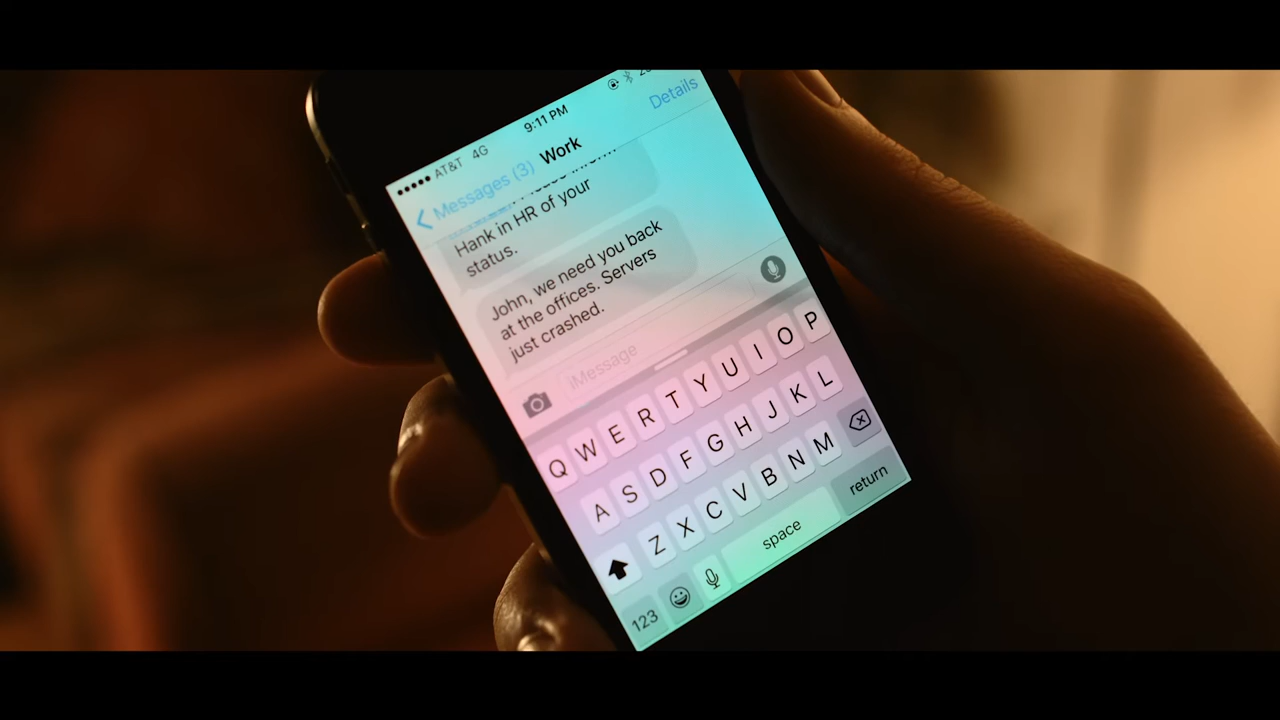 AT&T 4G 9:11 PM
Messages (3) Work Details
Hank in HR of your
status.
John, we need you back
at the offices. Servers
just crashed.
iMessage
Q W E R T Y U I O P
A S D F G H J K L
Z X C V B N M
123 space return